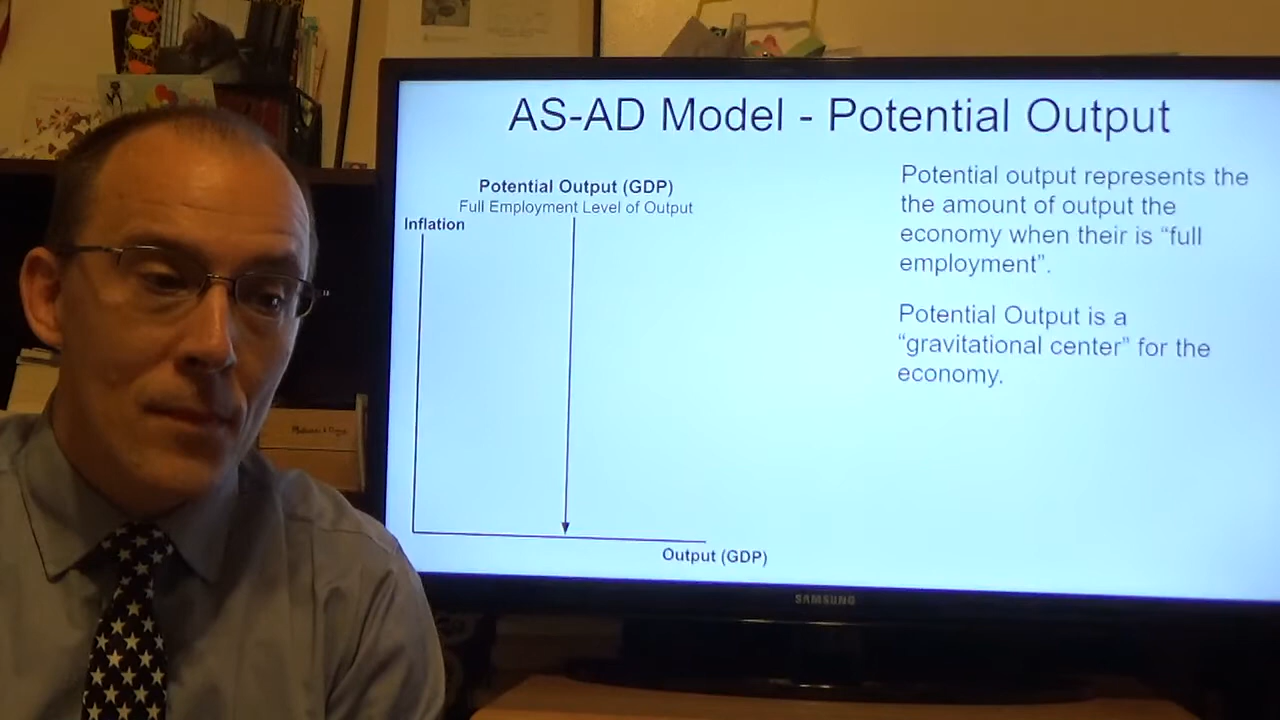 AS-AD Model - Potential Output
Potential Output (GDP)
Full Employment Level of Output
Inflation
Output (GDP)
Potential output represents the
the amount of output the
economy when their is “full
employment”.
Potential Output is a
“gravitational center” for the
economy.
SAMSUNG